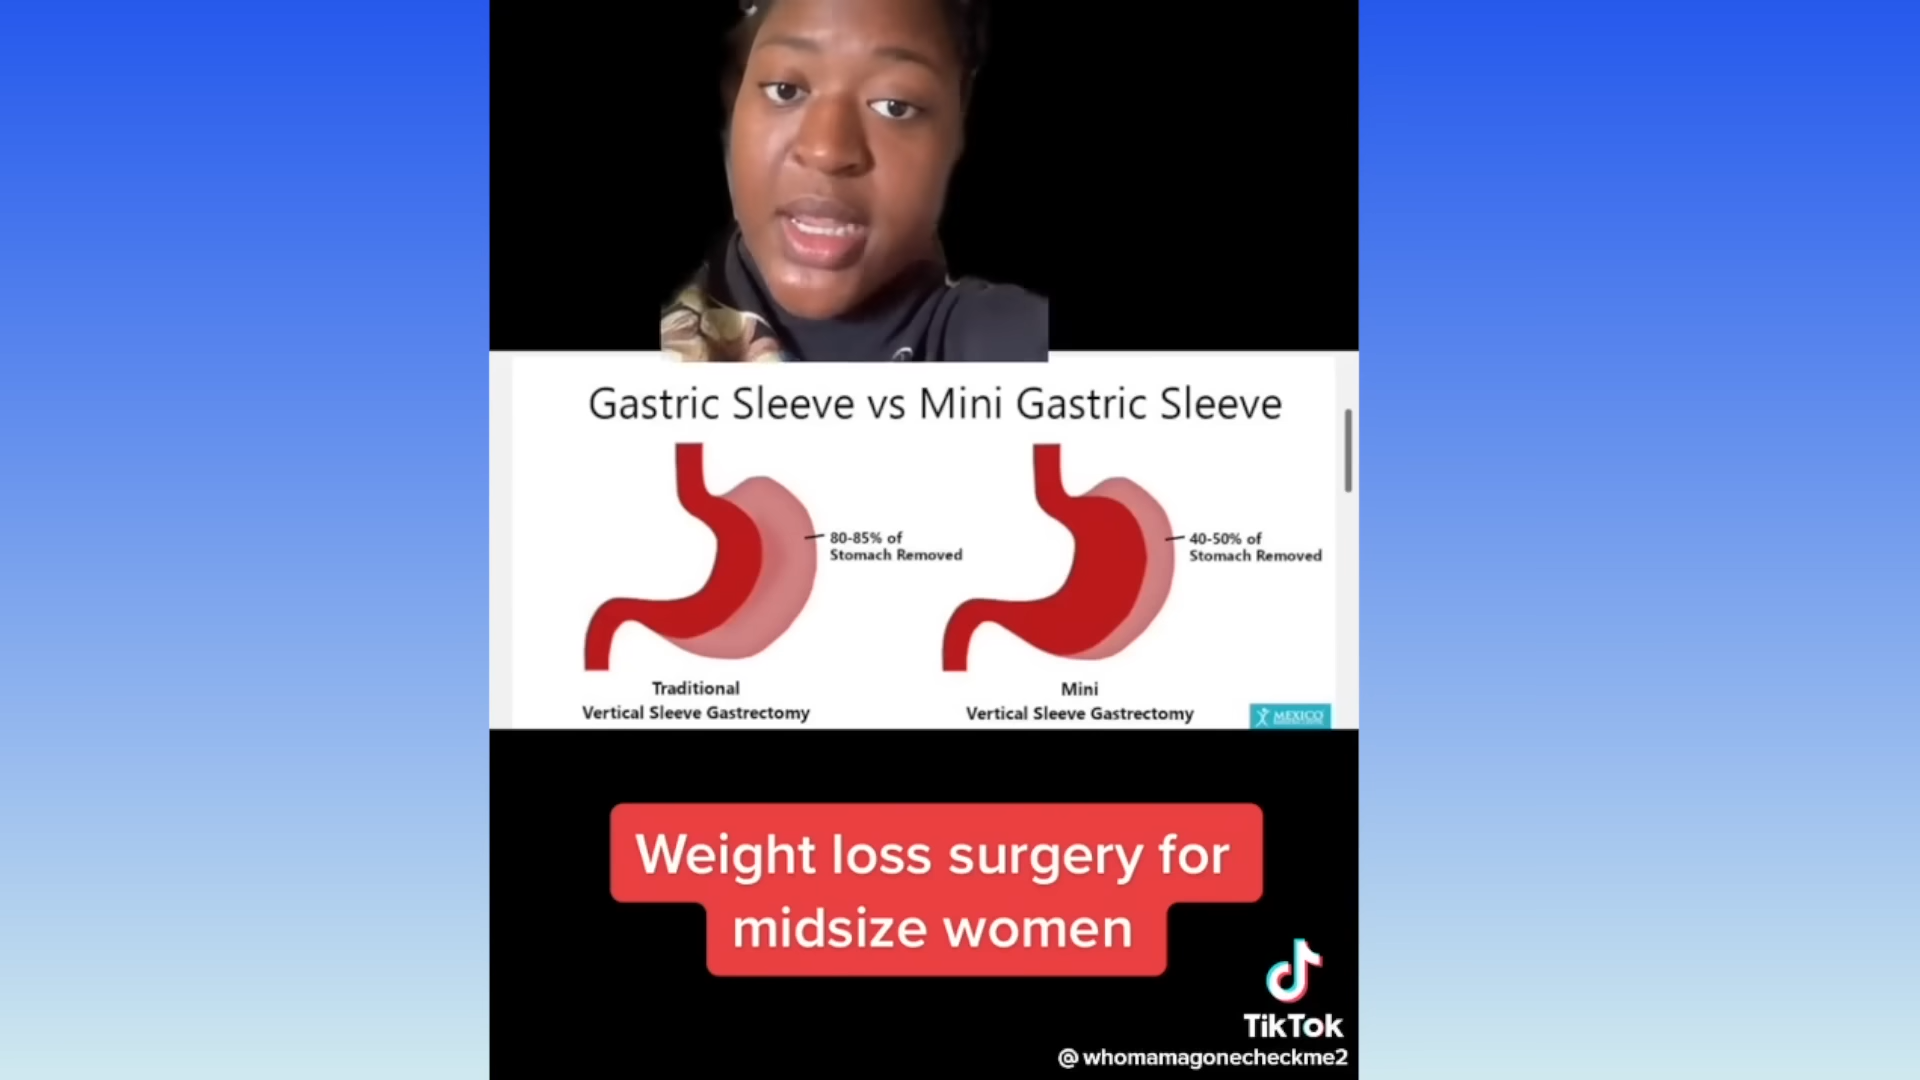 Gastric Sleeve vs Mini Gastric Sleeve
80-85% of
Stomach Removed
40-50% of
Stomach Removed
Traditional
Vertical Sleeve Gastrectomy
Mini
Vertical Sleeve Gastrectomy
MEXICO
Weight loss surgery for
midsize women
TikTok
@whomamagonecheckme2